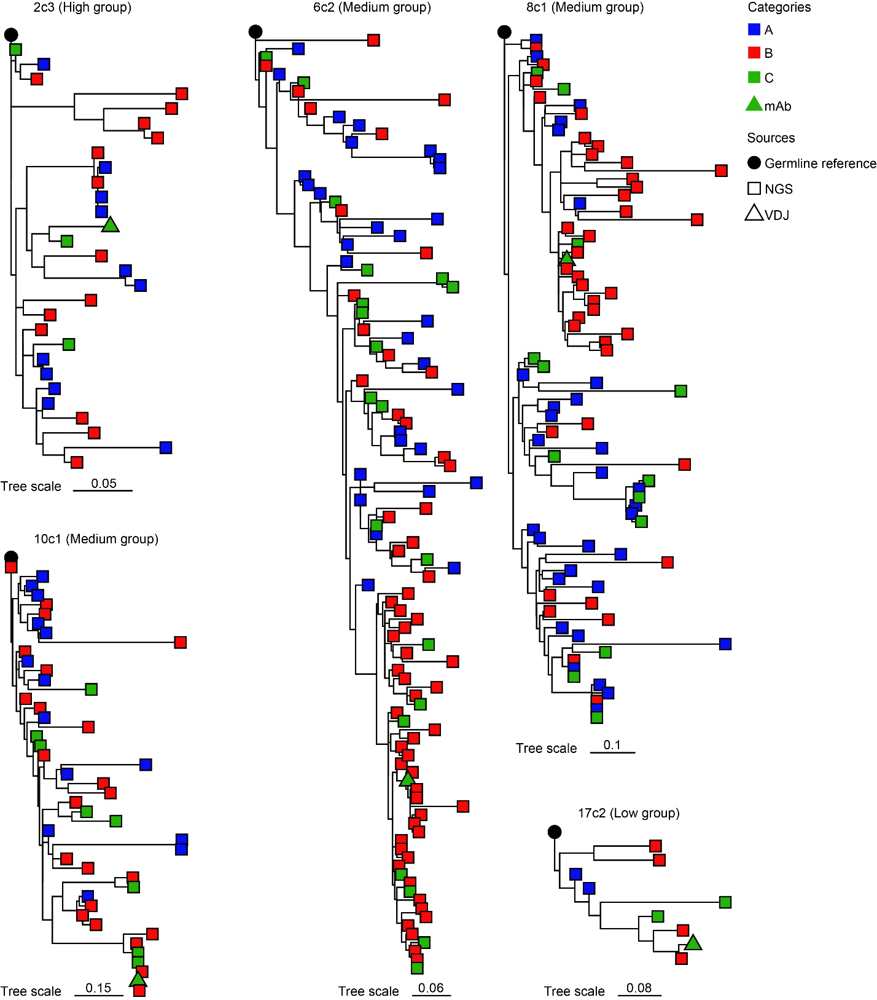 2c3 (High group)
Tree scale 0.05
10c1 (Medium group)
Tree scale 0.15
6c2 (Medium group)
Tree scale 0.06
8c1 (Medium group)
Tree scale 0.1
17c2 (Low group)
Tree scale 0.08
Categories
A
B
C
mAb
Sources
Germline reference
NGS
VDJ